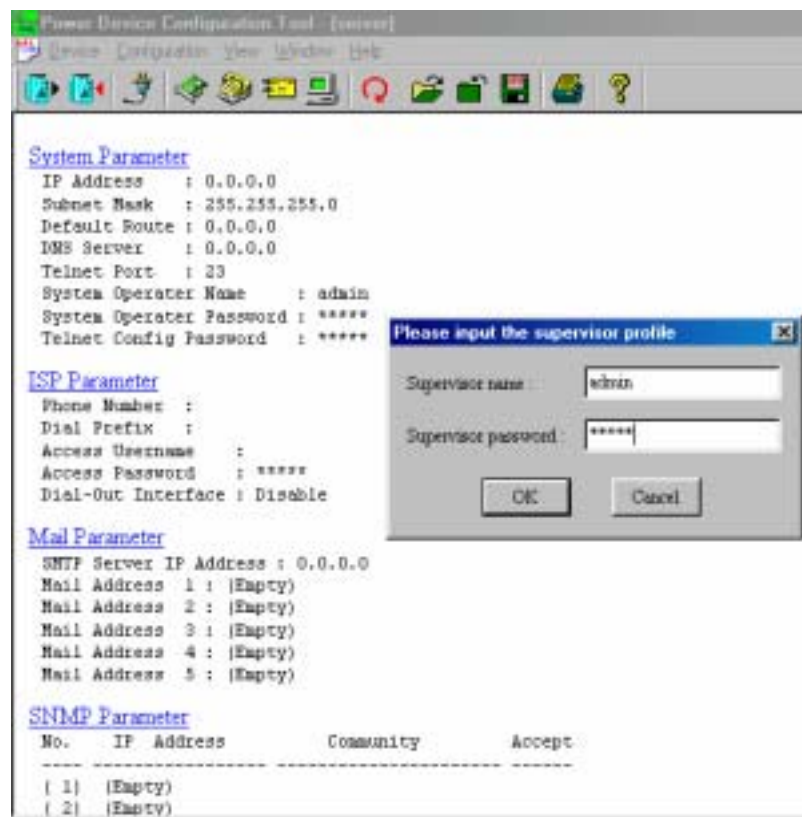 Power Device Configuration Tool - [server]
Device Configuration View Window Help
System Parameter
IP Address : 0.0.0.0
Subnet Mask : 255.255.255.0
Default Route : 0.0.0.0
DNS Server : 0.0.0.0
Telnet Port : 23
System Operater Name : admin
System Operater Password : *****
Telnet Config Password : *****
ISP Parameter
Phone Number :
Dial Prefix :
Access Username :
Access Password : *****
Dial-Out Interface : Disable
Mail Parameter
SMTP Server IP Address : 0.0.0.0
Mail Address 1 : (Empty)
Mail Address 2 : (Empty)
Mail Address 3 : (Empty)
Mail Address 4 : (Empty)
Mail Address 5 : (Empty)
SNMP Parameter
No. IP Address Community Accept
---- ----------------- ---------------------- ------
( 1) (Empty)
( 2) (Empty)
Please input the supervisor profile
Supervisor name : admin
Supervisor password : *****
OK Cancel